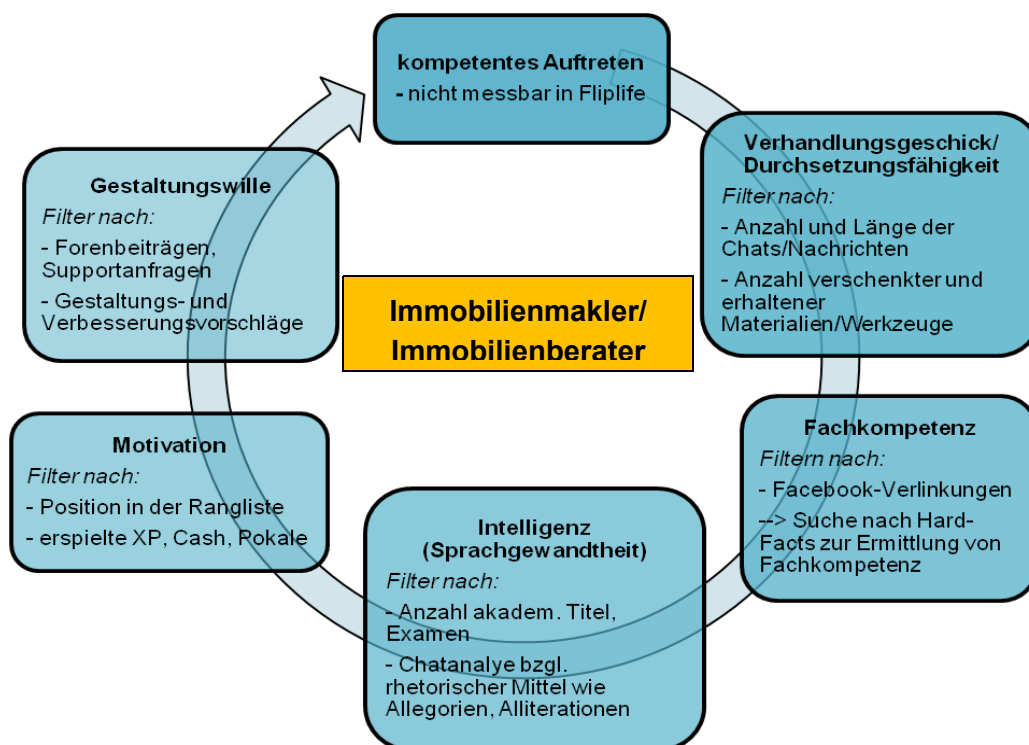 kompetentes Auftreten
- nicht messbar in Fliplife
Verhandlungsgeschick/
Durchsetzungsfähigkeit
Filter nach:
- Anzahl und Länge der
Chats/Nachrichten
- Anzahl verschenkter und
erhaltener
Materialien/Werkzeuge
Fachkompetenz
Filtern nach:
- Facebook-Verlinkungen
--> Suche nach Hard-
Facts zur Ermittlung von
Fachkompetenz
Intelligenz
(Sprachgewandtheit)
Filter nach:
- Anzahl akadem. Titel,
Examen
- Chatanalye bzgl.
rhetorischer Mittel wie
Allegorien, Alliterationen
Motivation
Filter nach:
- Position in der Rangliste
- erspielte XP, Cash, Pokale
Gestaltungswille
Filter nach:
- Forenbeiträgen,
Supportanfragen
- Gestaltungs- und
Verbesserungsvorschläge
Immobilienmakler/
Immobilienberater